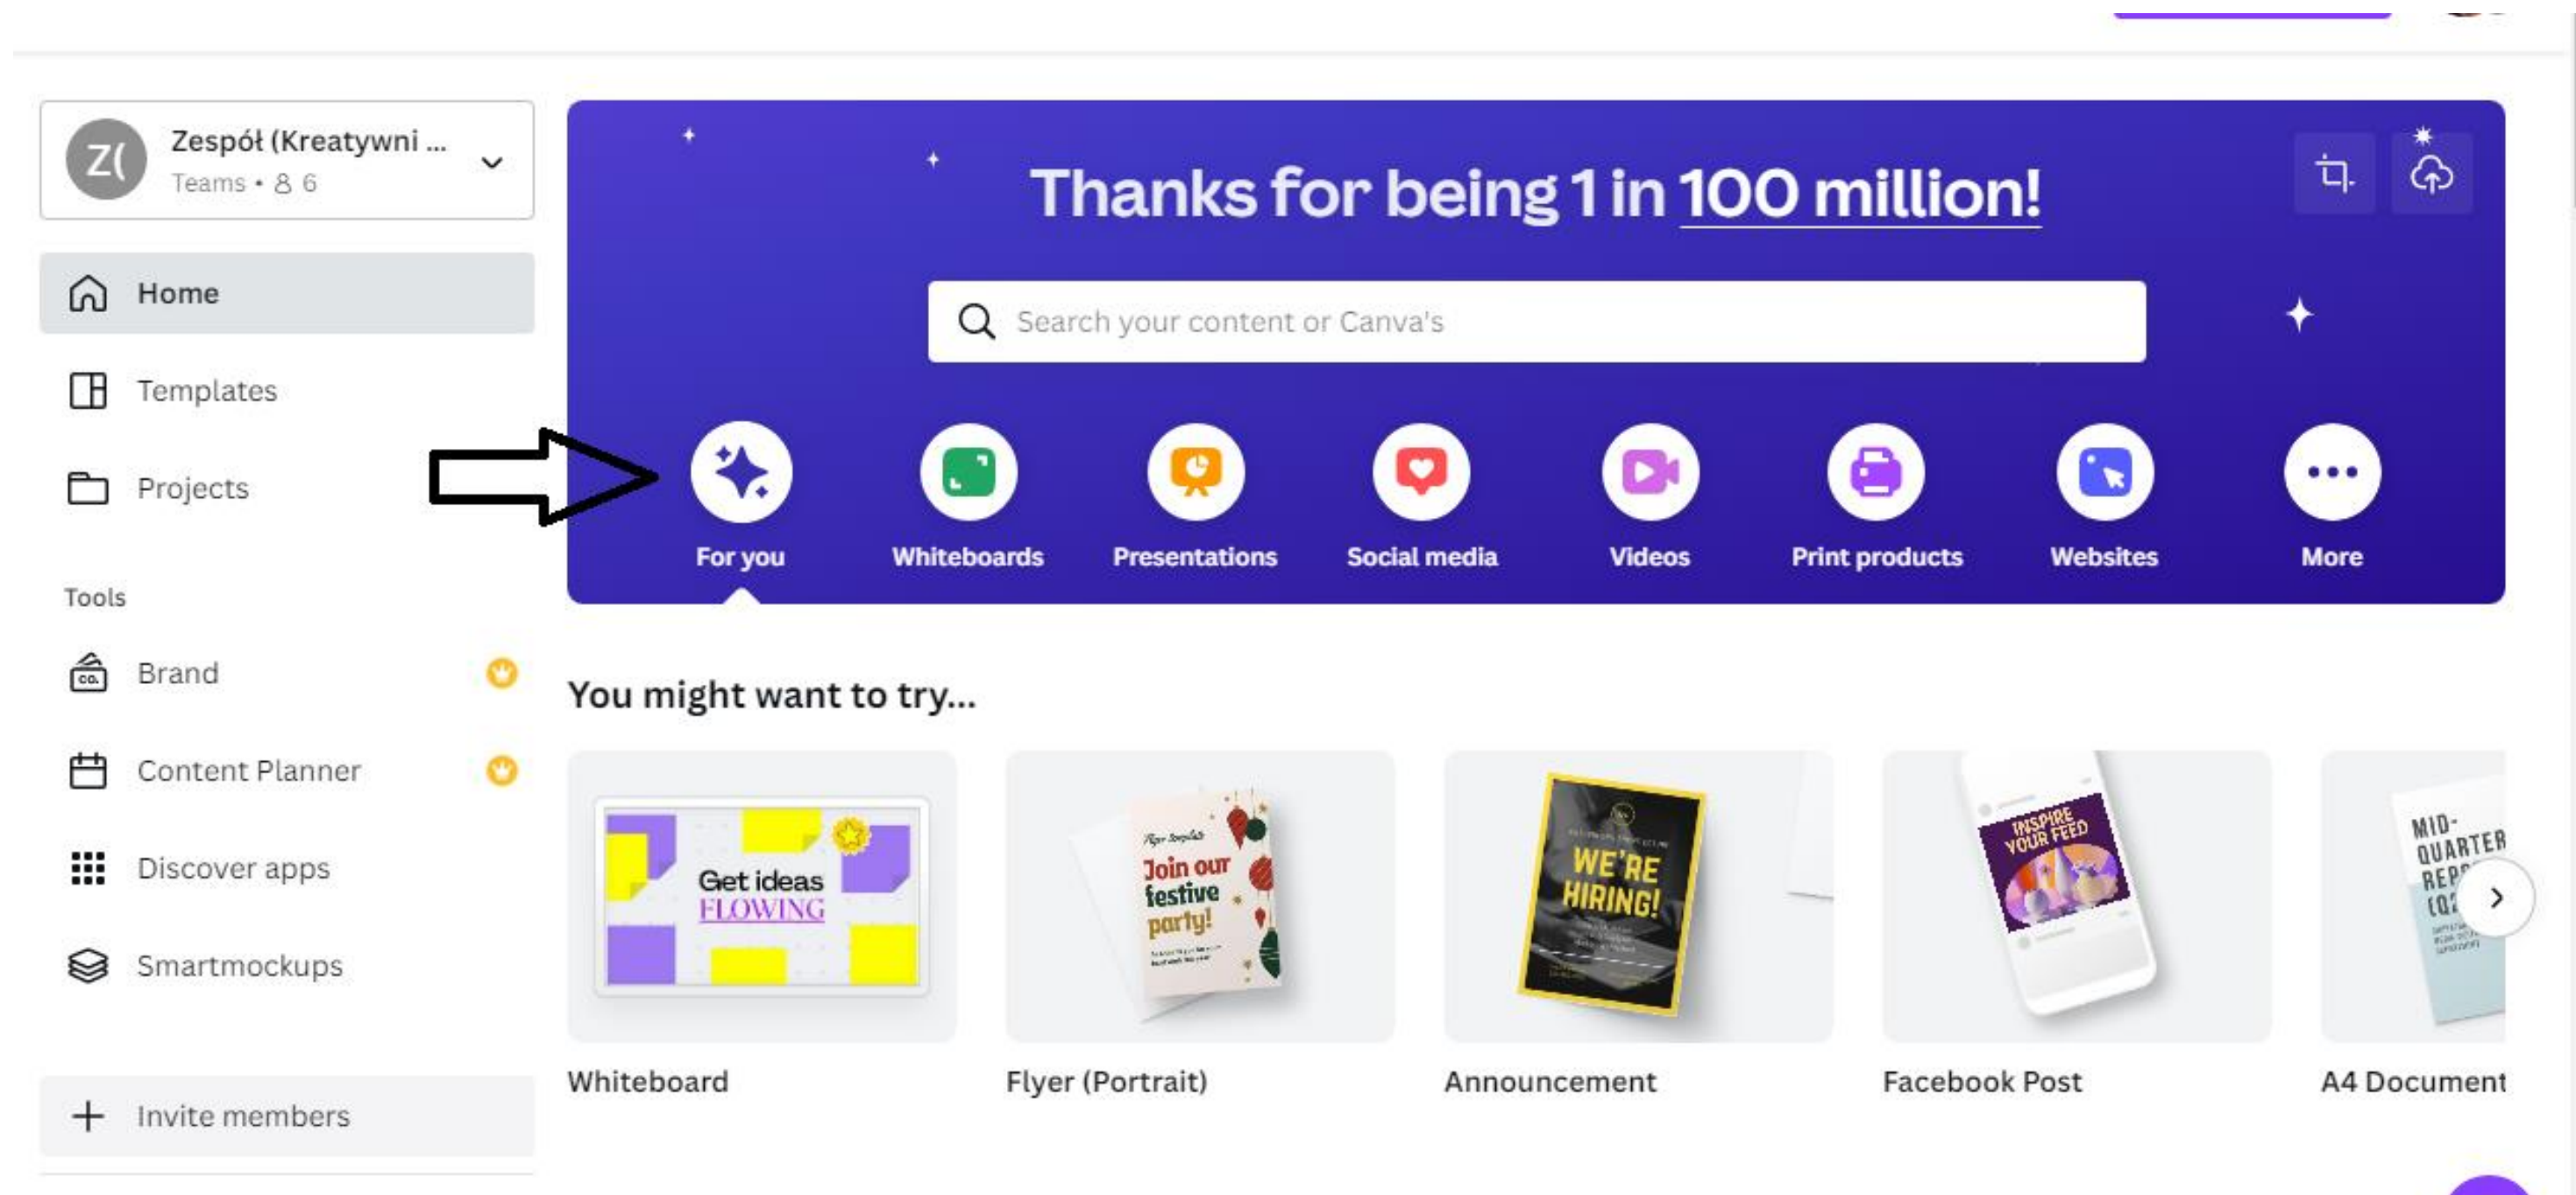 Z(
Zespół (Kreatywni ...
Teams • 6
Home
Templates
Projects
Tools
Brand
Content Planner
Discover apps
Smartmockups
Invite members
Thanks for being 1 in 100 million!
Search your content or Canva's
For you
Whiteboards
Presentations
Social media
Videos
Print products
Websites
More
You might want to try...
Get ideas
FLOWING
Whiteboard
Flyer template
Join our
festive
party!
Flyer (Portrait)
WE'RE
HIRING!
Announcement
INSPIRE
YOUR FEED
Facebook Post
MID-
QUARTER
A4 Document
CO.